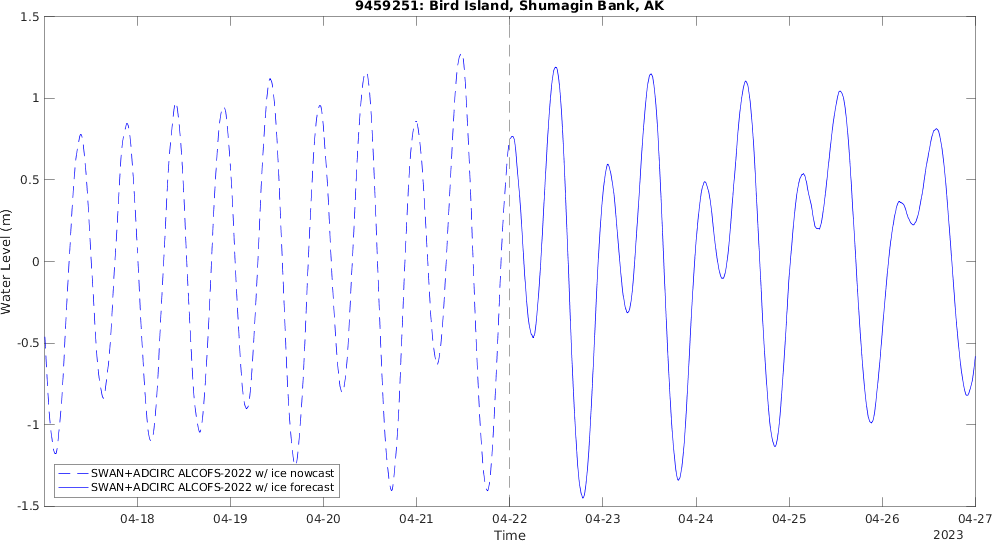 9459251: Bird Island, Shumagin Bank, AK
1.5
1
0.5
0
-0.5
-1
-1.5
Water Level (m)
SWAN+ADCIRC ALCOFS-2022 w/ ice nowcast
SWAN+ADCIRC ALCOFS-2022 w/ ice forecast
04-18 04-19 04-20 04-21 04-22 04-23 04-24 04-25 04-26 04-27
Time
2023